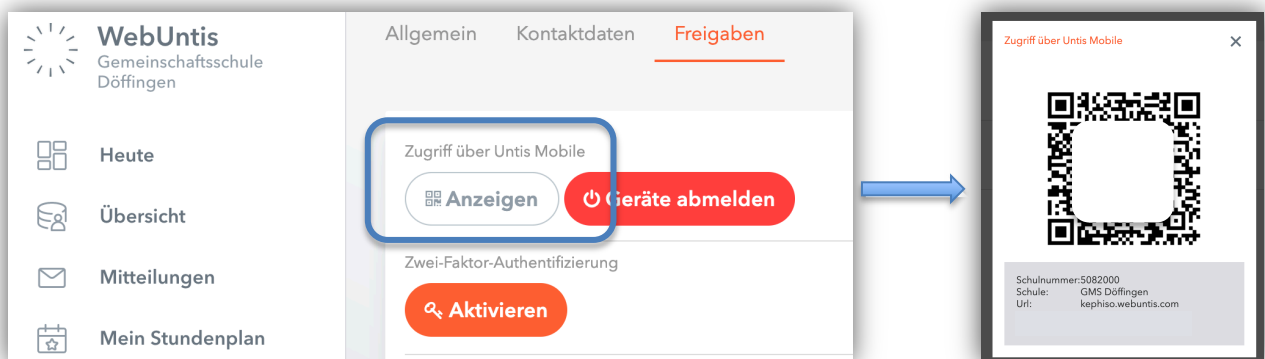 WebUntis
Gemeinschaftsschule
Döffingen
Heute
Übersicht
Mitteilungen
Mein Stundenplan
Allgemein Kontaktdaten Freigaben
Zugriff über Untis Mobile
Anzeigen
Geräte abmelden
Zwei-Faktor-Authentifizierung
Aktivieren
Zugriff über Untis Mobile
Schulnummer:5082000
Schule: GMS Döffingen
Url: kephiso.webuntis.com